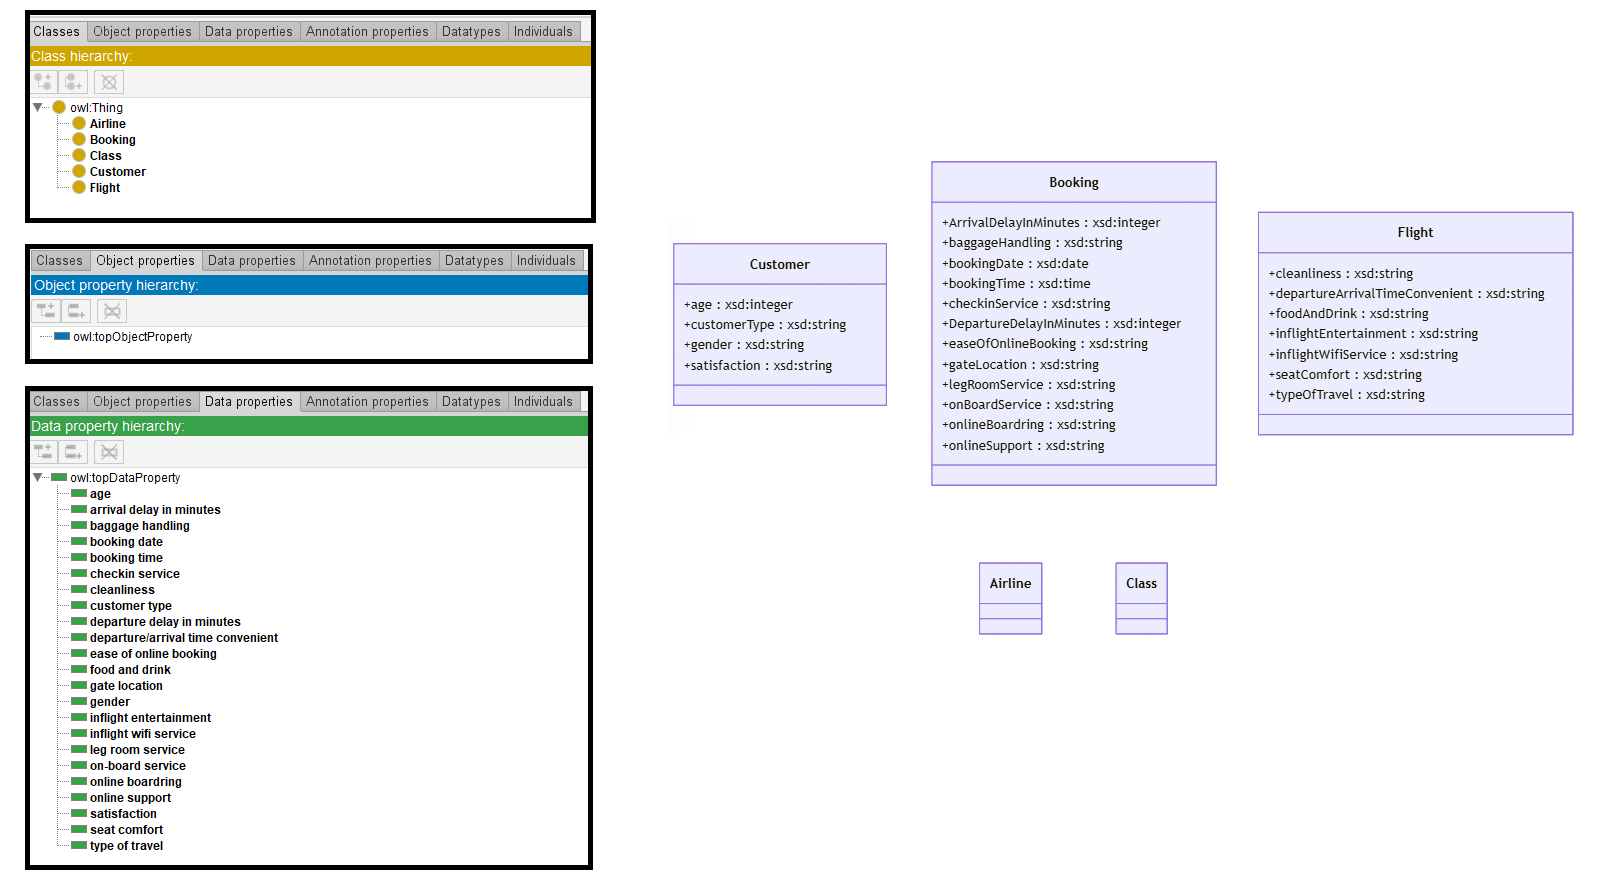 Classes Object properties Data properties Annotation properties Datatypes Individuals
Class hierarchy:
owl:Thing
Airline
Booking
Class
Customer
Flight
Classes Object properties Data properties Annotation properties Datatypes Individuals
Object property hierarchy:
owl:topObjectProperty
Classes Object properties Data properties Annotation properties Datatypes Individuals
Data property hierarchy:
owl:topDataProperty
age
arrival delay in minutes
baggage handling
booking date
booking time
checkin service
cleanliness
customer type
departure delay in minutes
departure/arrival time convenient
ease of online booking
food and drink
gate location
gender
inflight entertainment
inflight wifi service
leg room service
on-board service
online boardring
online support
satisfaction
seat comfort
type of travel
Customer
+age : xsd:integer
+customerType : xsd:string
+gender : xsd:string
+satisfaction : xsd:string
Booking
+ArrivalDelayInMinutes : xsd:integer
+baggageHandling : xsd:string
+bookingDate : xsd:date
+bookingTime : xsd:time
+checkinService : xsd:string
+DepartureDelayInMinutes : xsd:integer
+easeOfOnlineBooking : xsd:string
+gateLocation : xsd:string
+legRoomService : xsd:string
+onBoardService : xsd:string
+onlineBoardring : xsd:string
+onlineSupport : xsd:string
Flight
+cleanliness : xsd:string
+departureArrivalTimeConvenient : xsd:string
+foodAndDrink : xsd:string
+inflightEntertainment : xsd:string
+inflightWifiService : xsd:string
+seatComfort : xsd:string
+typeOfTravel : xsd:string
Airline
Class